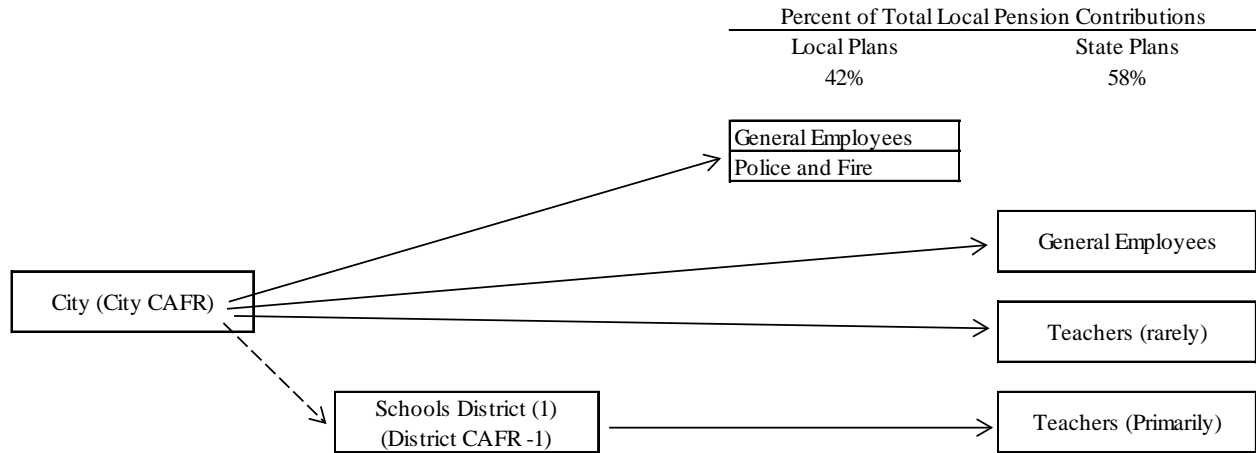 Percent of Total Local Pension Contributions
Local Plans State Plans
42% 58%
General Employees
Police and Fire
General Employees
City (City CAFR)
Teachers (rarely)
Schools District (1)
(District CAFR -1)
Teachers (Primarily)